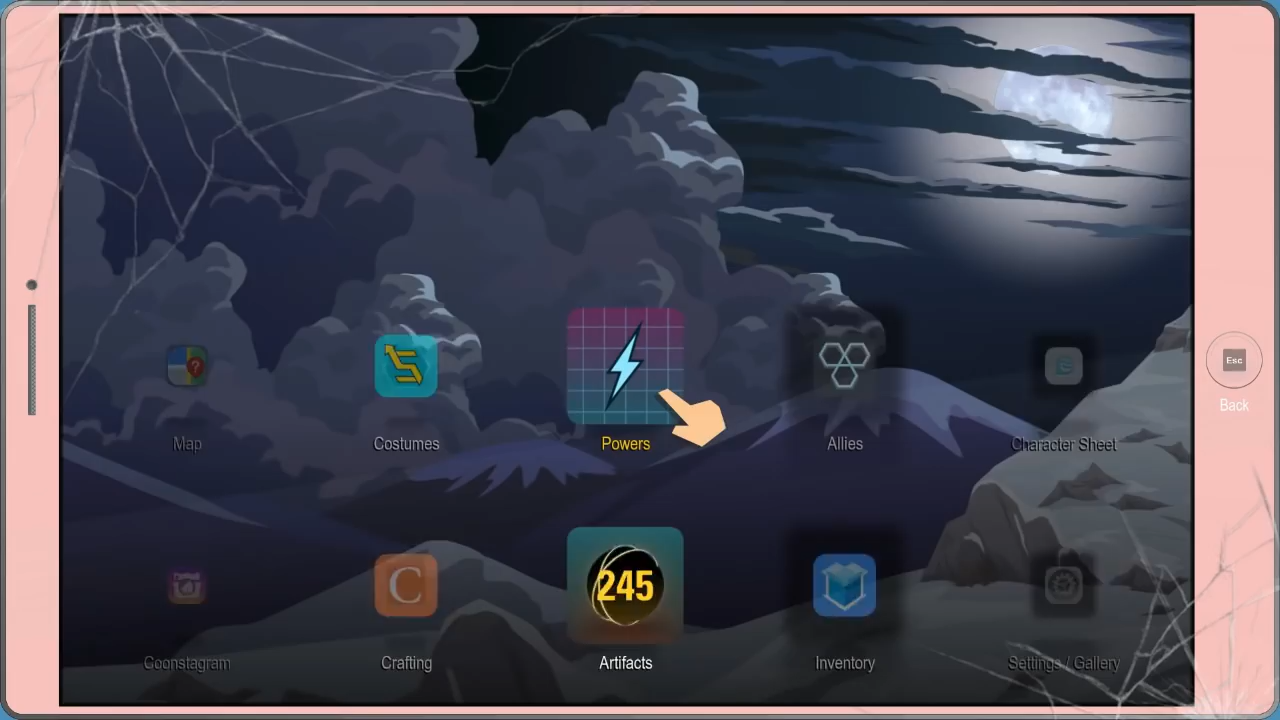 Esc
Back
Map
Costumes
Powers
Allies
Character Sheet
245
C
Coonstagram
Crafting
Artifacts
Inventory
Settings / Gallery